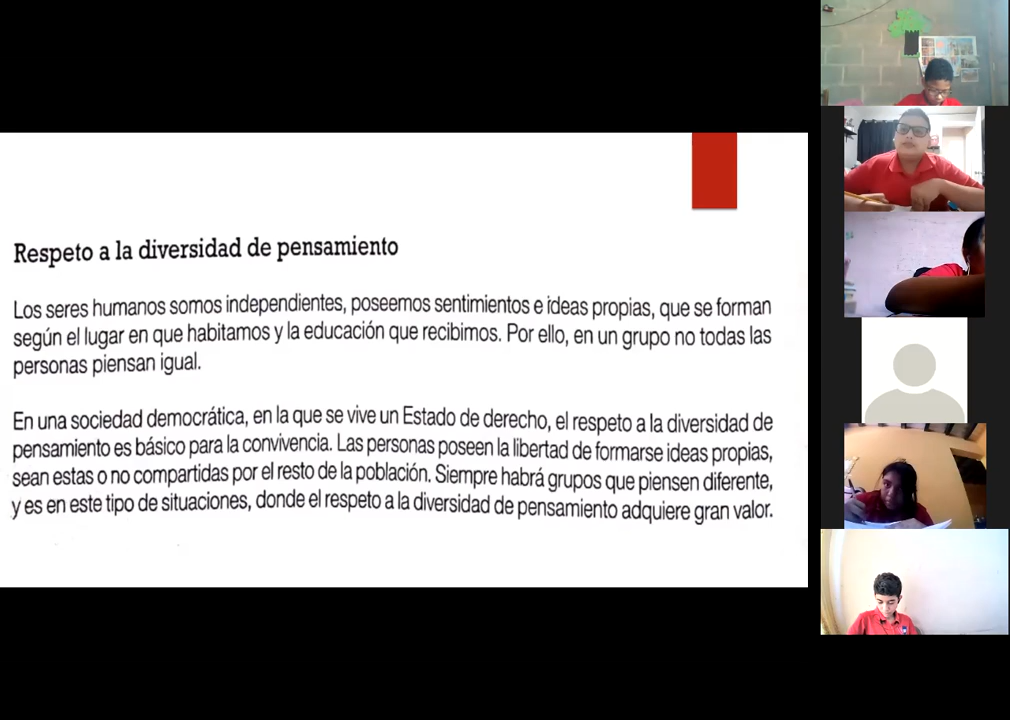 Respeto a la diversidad de pensamiento
Los seres humanos somos independientes, poseemos sentimientos e ideas propias, que se forman
según el lugar en que habitamos y la educación que recibimos. Por ello, en un grupo no todas las
personas piensan igual.
En una sociedad democrática, en la que se vive un Estado de derecho, el respeto a la diversidad de
pensamiento es básico para la convivencia. Las personas poseen la libertad de formarse ideas propias,
sean estas o no compartidas por el resto de la población. Siempre habrá grupos que piensen diferente,
y es en este tipo de situaciones, donde el respeto a la diversidad de pensamiento adquiere gran valor.